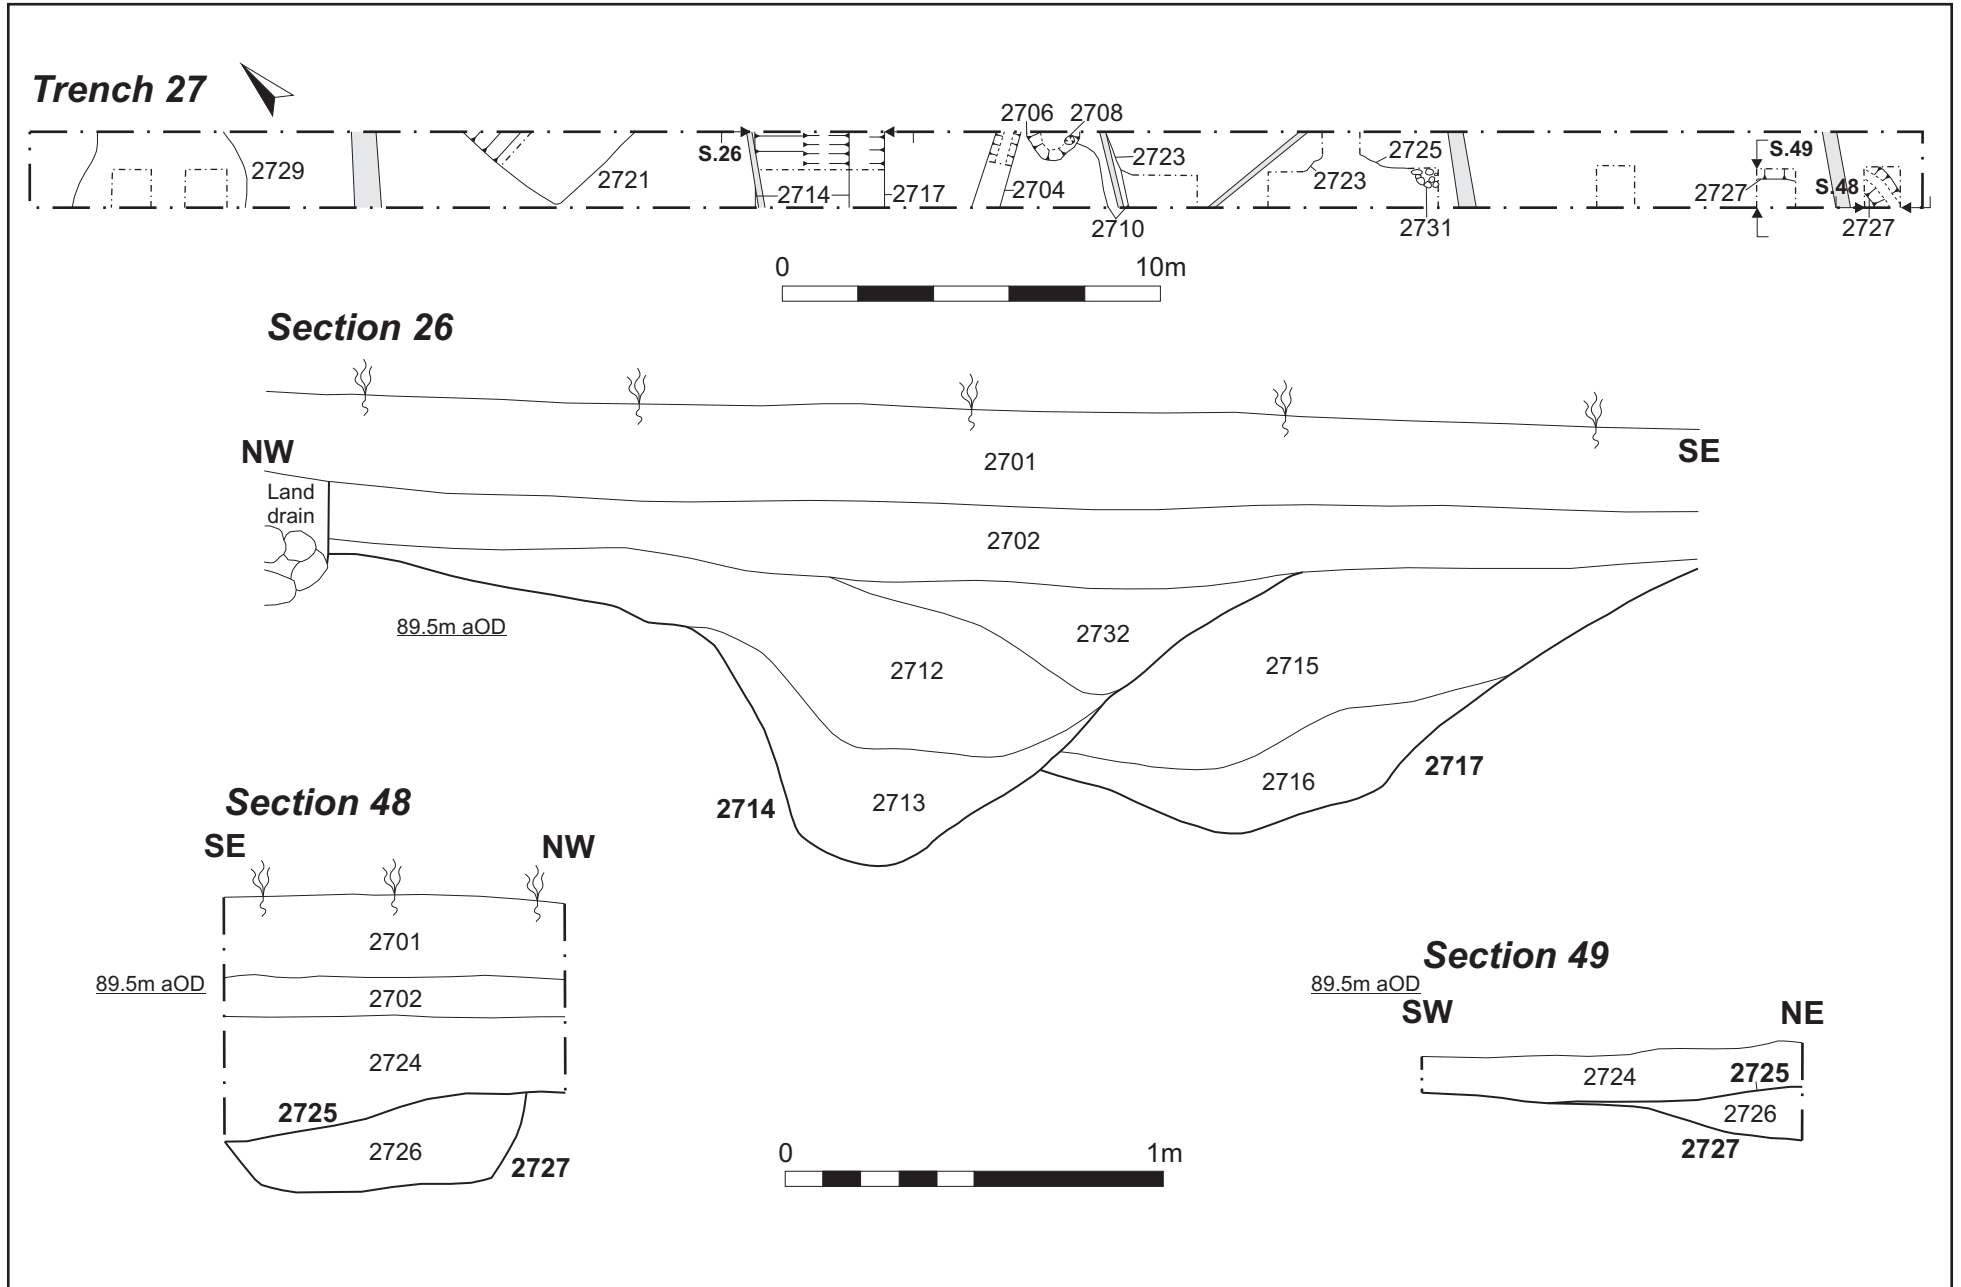 Trench 27
2706 2708
S.26
2729
2721
2714
2717
2704
2723
2710
2723
2725
2731
S.49
2727
S.48
2727
0 10m
Section 26
NW
SE
Land
drain
2701
2702
89.5m aOD
2732
2712
2715
2713
2716
2714
2717
Section 48
SE NW
2701
89.5m aOD
2702
2724
2725
2726
2727
0 1m
Section 49
89.5m aOD
SW NE
2724
2725
2726
2727